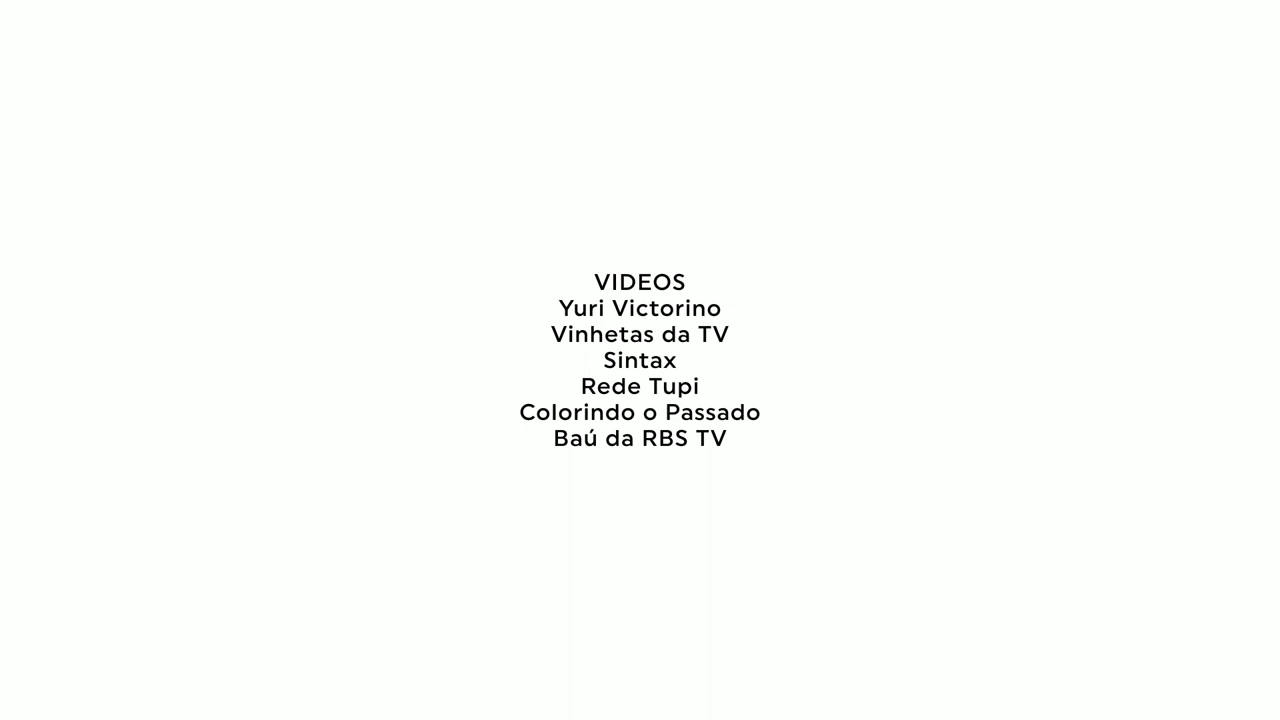 VIDEOS
Yuri Victorino
Vinhetas da TV
Sintax
Rede Tupi
Colorindo o Passado
Baú da RBS TV